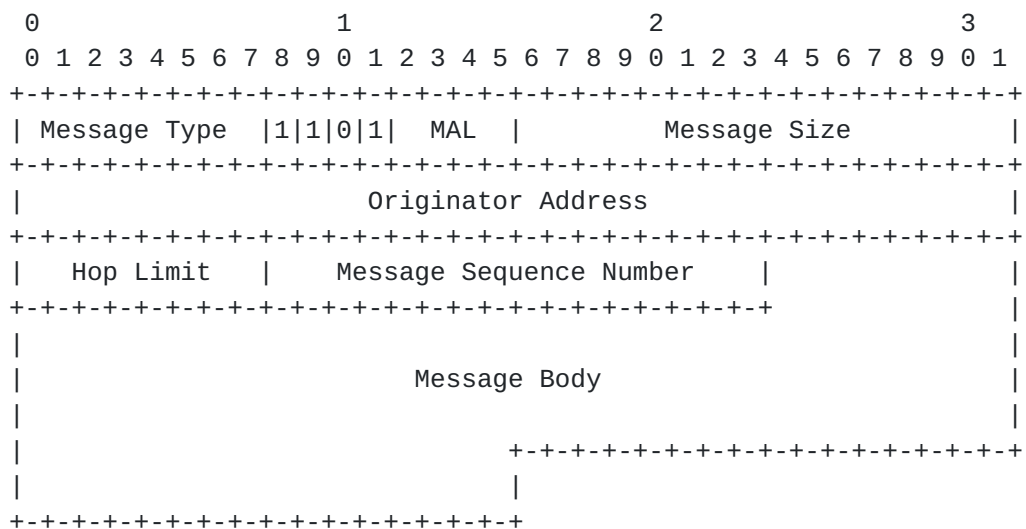 0                   1                   2                   3
0 1 2 3 4 5 6 7 8 9 0 1 2 3 4 5 6 7 8 9 0 1 2 3 4 5 6 7 8 9 0 1
+-+-+-+-+-+-+-+-+-+-+-+-+-+-+-+-+-+-+-+-+-+-+-+-+-+-+-+-+-+-+-+-+
| Message Type  |1|1|0|1|  MAL  |         Message Size          |
+-+-+-+-+-+-+-+-+-+-+-+-+-+-+-+-+-+-+-+-+-+-+-+-+-+-+-+-+-+-+-+-+
|                      Originator Address                       |
+-+-+-+-+-+-+-+-+-+-+-+-+-+-+-+-+-+-+-+-+-+-+-+-+-+-+-+-+-+-+-+-+
|   Hop Limit   |    Message Sequence Number    |               |
+-+-+-+-+-+-+-+-+-+-+-+-+-+-+-+-+-+-+-+-+-+-+-+-+               |
|                                                               |
|                         Message Body                          |
|                                                               |
|                               +-+-+-+-+-+-+-+-+-+-+-+-+-+-+-+-+
|                               |
+-+-+-+-+-+-+-+-+-+-+-+-+-+-+-+-+